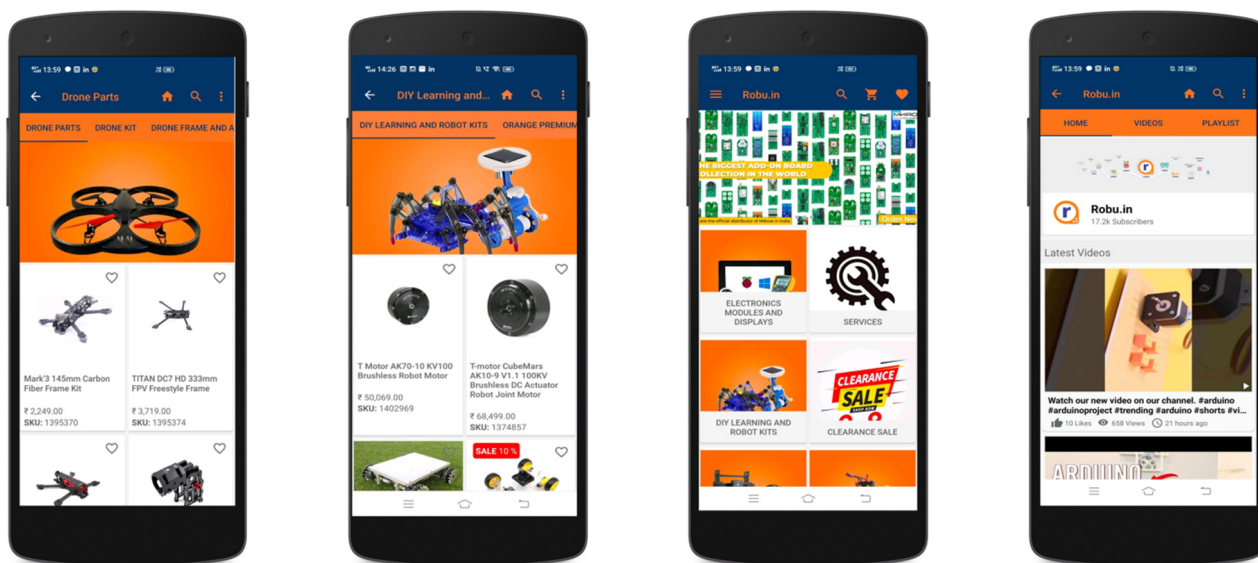 13:59
Drone Parts
DRONE PARTS DRONE KIT DRONE FRAME AND A
Mark'3 145mm Carbon
Fiber Frame Kit
₹ 2,249.00
SKU: 1395370
TITAN DC7 HD 333mm
FPV Freestyle Frame
₹ 3,719.00
SKU: 1395374
14:26
DIY Learning and...
DIY LEARNING AND ROBOT KITS ORANGE PREMIUM
T Motor AK70-10 KV100
Brushless Robot Motor
₹ 50,069.00
SKU: 1402969
T-motor CubeMars
AK10-9 V1.1 100KV
Brushless DC Actuator
Robot Joint Motor
₹ 68,499.00
SKU: 1374857
SALE 10 %
13:59
Robu.in
HE BIGGEST ADD-ON BOARD
OLLECTION IN THE WORLD
Order Now
ELECTRONICS
MODULES AND
DISPLAYS
SERVICES
DIY LEARNING AND
ROBOT KITS
CLEARANCE
SALE
CLEARANCE SALE
13:59
Robu.in
HOME VIDEOS PLAYLIST
Robu.in
17.2k Subscribers
Latest Videos
Watch our new video on our channel. #arduino
#arduinoproject #trending #arduino #shorts #vi...
10 Likes 658 Views 21 hours ago
ARDUINO